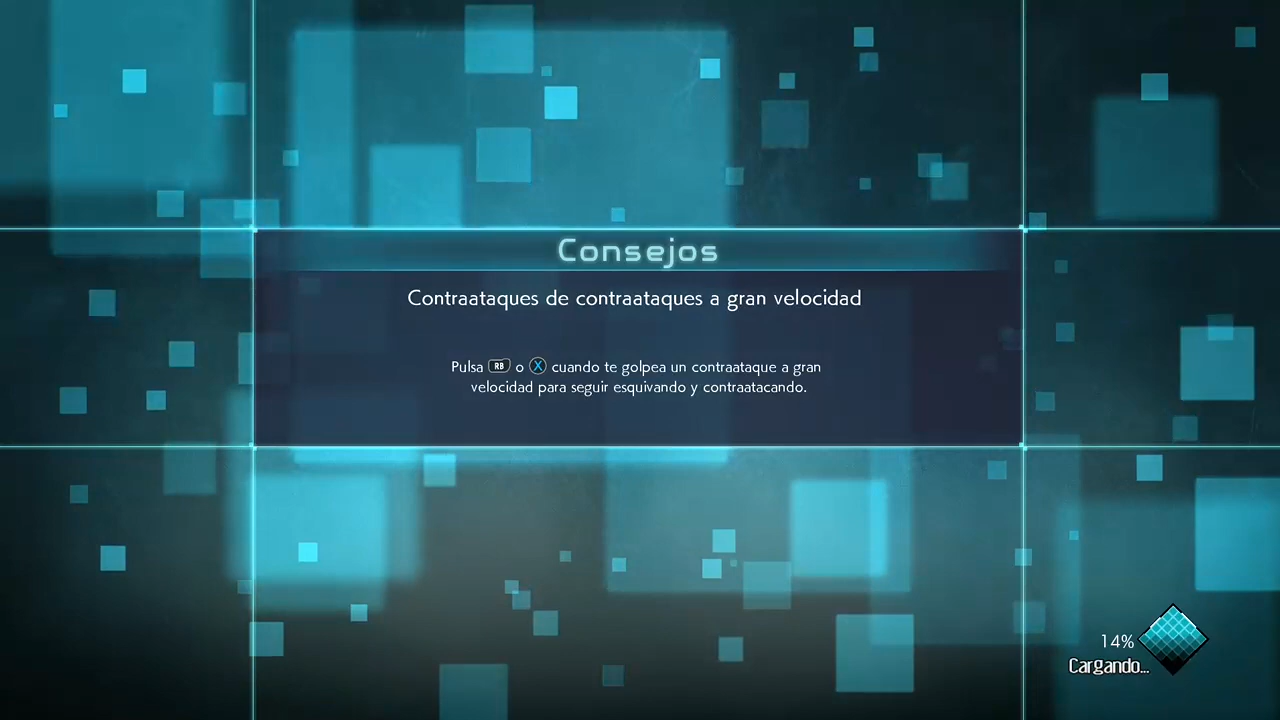 Consejos
Contraataques de contraataques a gran velocidad
Pulsa RB o X cuando te golpea un contraataque a gran
velocidad para seguir esquivando y contraatacando.
14%
Cargando...